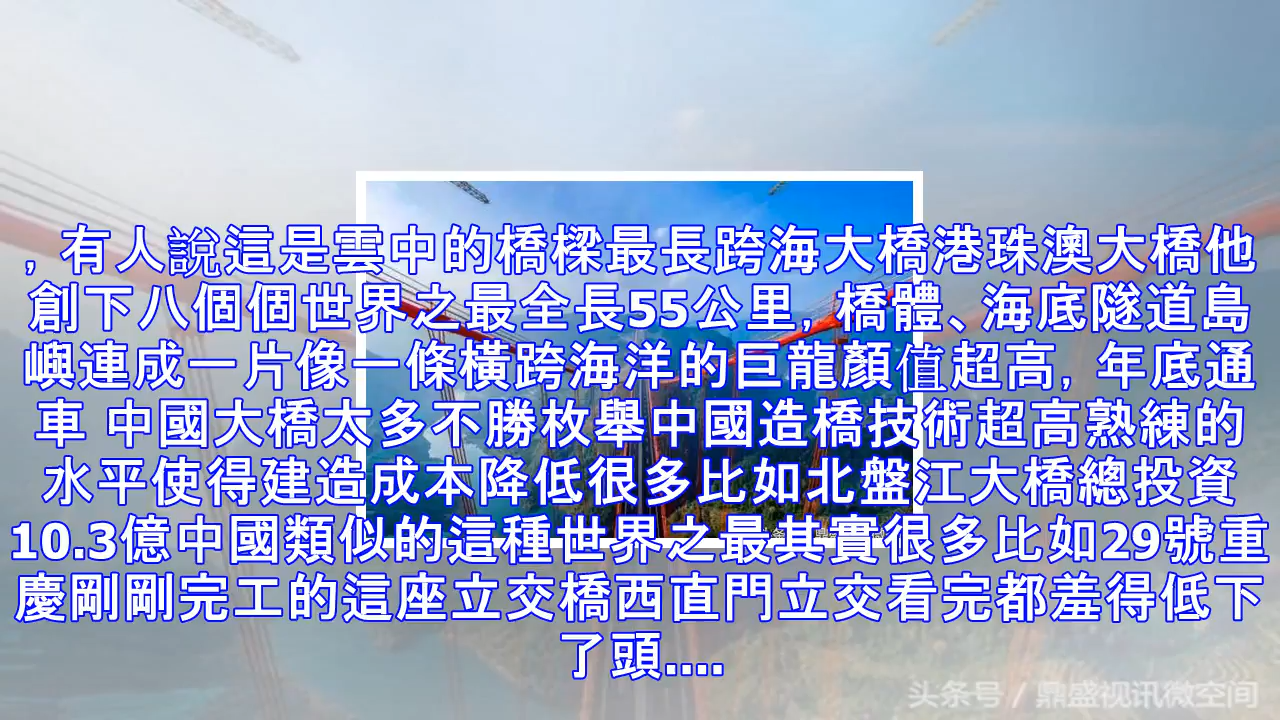 , 有人說這是雲中的橋樑最長跨海大橋港珠澳大橋他
創下八個個世界之最全長55公里, 橋體、海底隧道島
嶼連成一片像一條橫跨海洋的巨龍顏值超高, 年底通
車 中國大橋太多不勝枚舉中國造橋技術超高熟練的
水平使得建造成本降低很多比如北盤江大橋總投資
10.3億中國類似的這種世界之最其實很多比如29號重
慶剛剛完工的這座立交橋西直門立交看完都羞得低下
了頭....
头条号 / 鼎盛视讯微空间